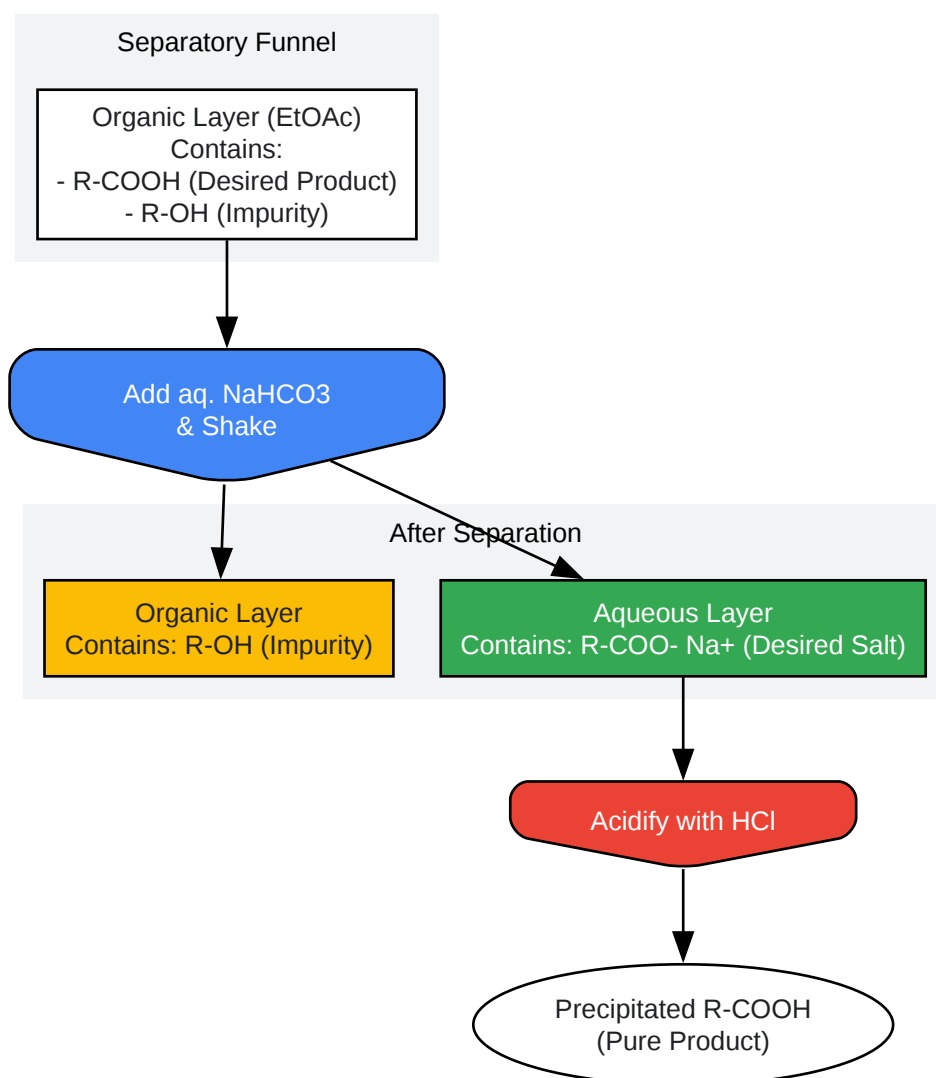 Separatory Funnel
Organic Layer (EtOAc)
Contains:
- R-COOH (Desired Product)
- R-OH (Impurity)
Add aq. NaHCO3
& Shake
After Separation
Organic Layer
Contains: R-OH (Impurity)
Aqueous Layer
Contains: R-COO- Na+ (Desired Salt)
Acidify with HCl
Precipitated R-COOH
(Pure Product)